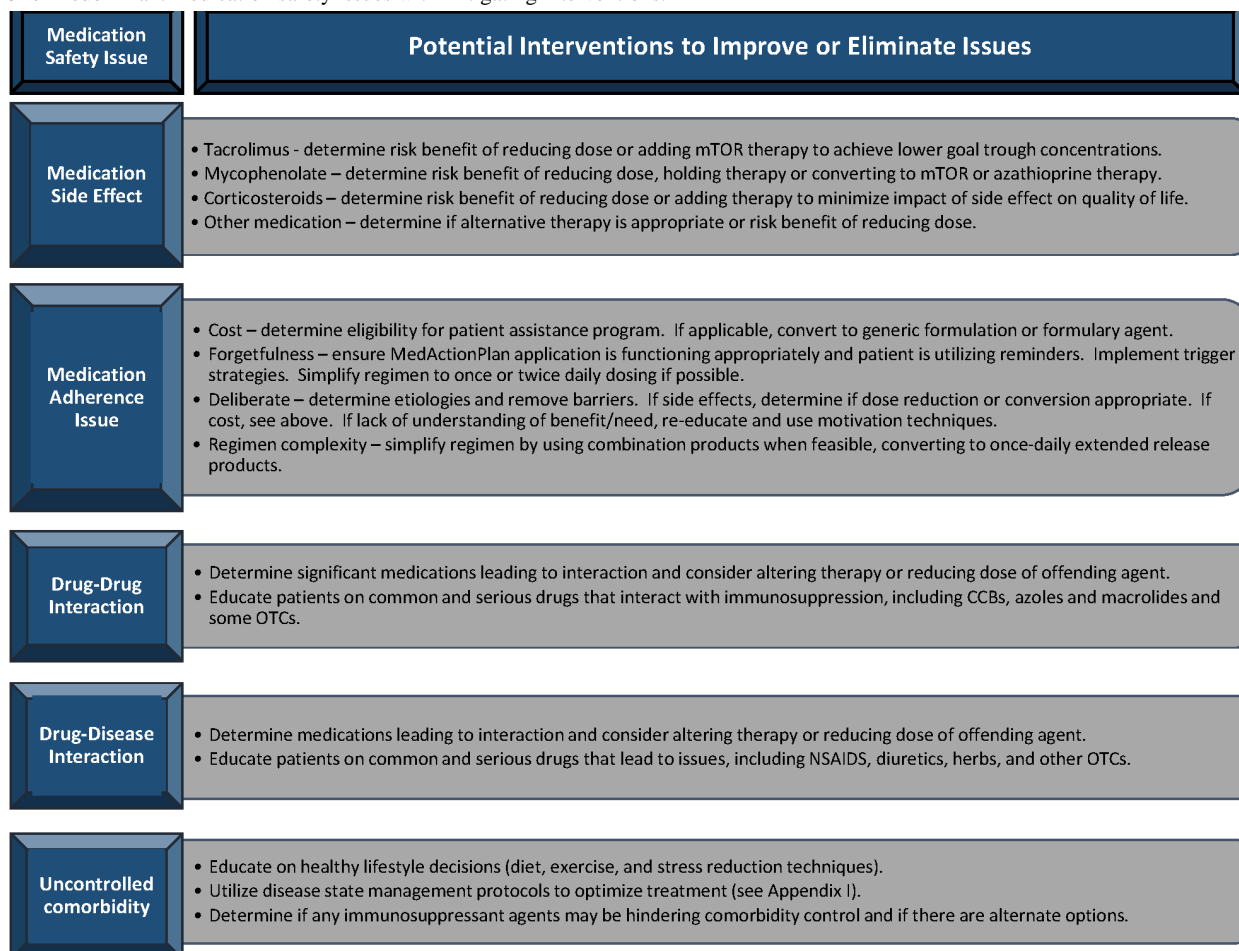 Medication
Safety Issue
Potential Interventions to Improve or Eliminate Issues
Medication
Side Effect
• Tacrolimus - determine risk benefit of reducing dose or adding mTOR therapy to achieve lower goal trough concentrations.
• Mycophenolate – determine risk benefit of reducing dose, holding therapy or converting to mTOR or azathioprine therapy.
• Corticosteroids – determine risk benefit of reducing dose or adding therapy to minimize impact of side effect on quality of life.
• Other medication – determine if alternative therapy is appropriate or risk benefit of reducing dose.
Medication
Adherence
Issue
• Cost – determine eligibility for patient assistance program. If applicable, convert to generic formulation or formulary agent.
• Forgetfulness – ensure MedActionPlan application is functioning appropriately and patient is utilizing reminders. Implement trigger
strategies. Simplify regimen to once or twice daily dosing if possible.
• Deliberate – determine etiologies and remove barriers. If side effects, determine if dose reduction or conversion appropriate. If
cost, see above. If lack of understanding of benefit/need, re-educate and use motivation techniques.
• Regimen complexity – simplify regimen by using combination products when feasible, converting to once-daily extended release
products.
Drug-Drug
Interaction
• Determine significant medications leading to interaction and consider altering therapy or reducing dose of offending agent.
• Educate patients on common and serious drugs that interact with immunosuppression, including CCBs, azoles and macrolides and
some OTCs.
Drug-Disease
Interaction
• Determine medications leading to interaction and consider altering therapy or reducing dose of offending agent.
• Educate patients on common and serious drugs that lead to issues, including NSAIDS, diuretics, herbs, and other OTCs.
Uncontrolled
comorbidity
• Educate on healthy lifestyle decisions (diet, exercise, and stress reduction techniques).
• Utilize disease state management protocols to optimize treatment (see Appendix I).
• Determine if any immunosuppressant agents may be hindering comorbidity control and if there are alternate options.